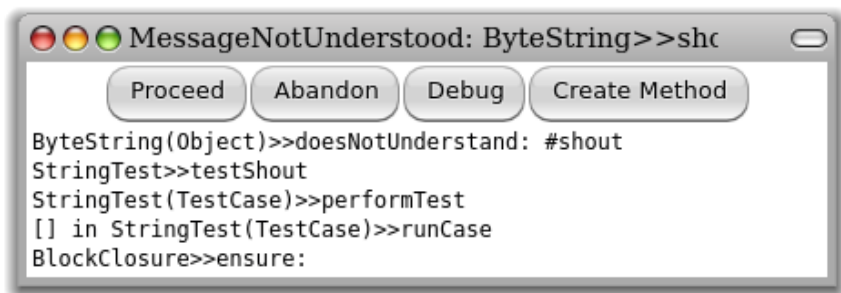 MessageNotUnderstood: ByteString>>sho
Proceed Abandon Debug Create Method
ByteString(Object)>>doesNotUnderstand: #shout
StringTest>>testShout
StringTest(TestCase)>>performTest
[] in StringTest(TestCase)>>runCase
BlockClosure>>ensure: